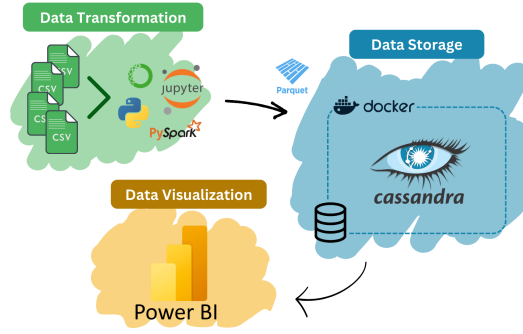 Data Transformation
CSV
CSV
CSV
CSV
jupyter
PySpark
Parquet
Data Storage
docker
cassandra
Data Visualization
Power BI